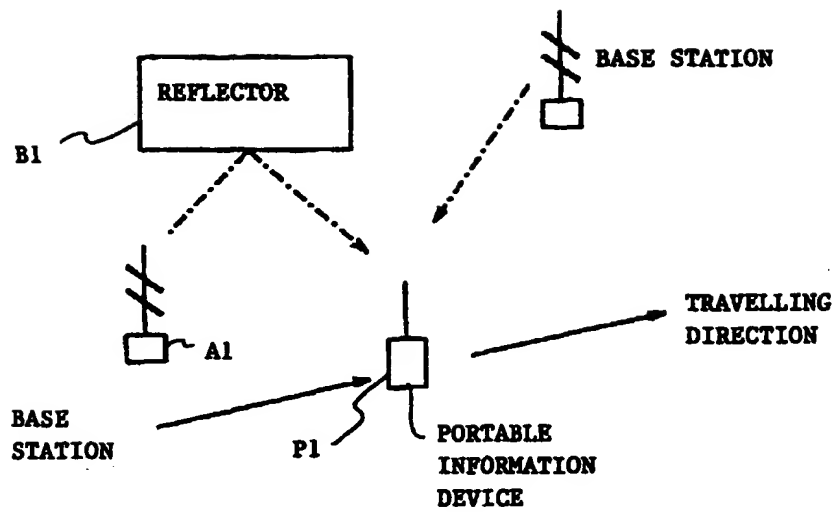 BASE STATION
REFLECTOR
B1
TRAVELLING
DIRECTION
A1
BASE
STATION
P1
PORTABLE
INFORMATION
DEVICE